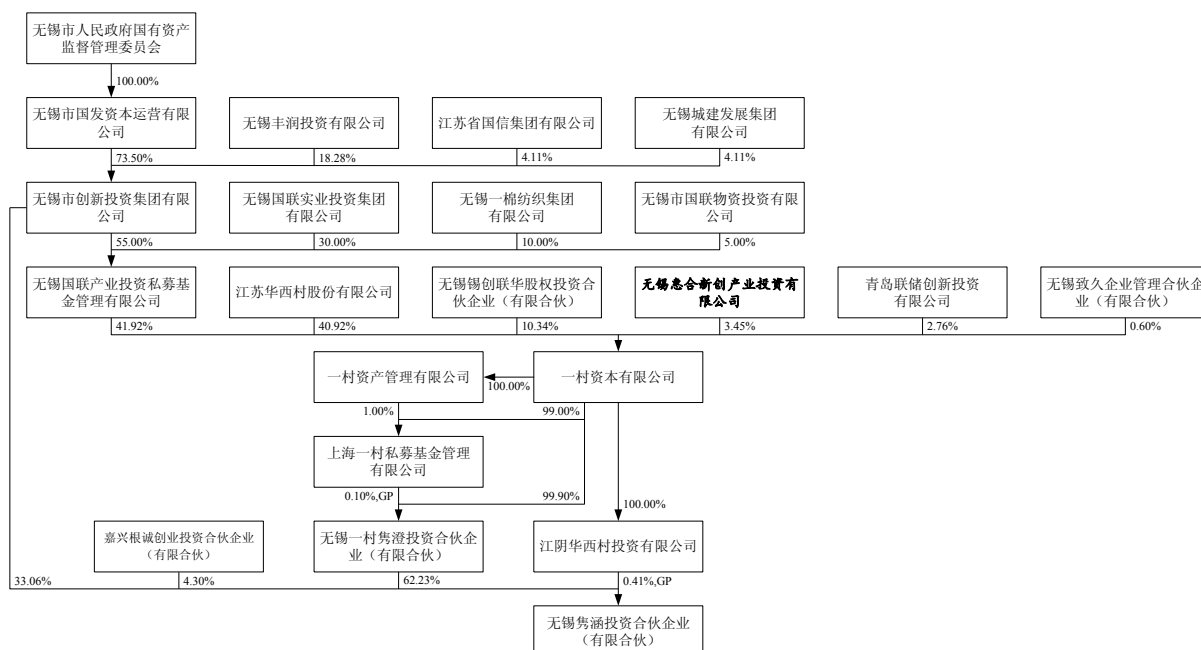 无锡市人民政府国有资产
监督管理委员会
100.00%
无锡市国发资本运营有限
公司
无锡丰润投资有限公司
江苏省国信集团有限公司
无锡城建发展集团
有限公司
73.50%
18.28%
4.11%
4.11%
无锡市创新投资集团有限
公司
无锡国联实业投资集团
有限公司
无锡一棉纺织集团
有限公司
无锡市国联物资投资有限
公司
55.00%
30.00%
10.00%
5.00%
无锡国联产业投资私募基
金管理有限公司
江苏华西村股份有限公司
无锡锡创联华股权投资合
伙企业（有限合伙）
无锡惠合新创产业投资有
限公司
青岛联储创新投资
有限公司
无锡致久企业管理合伙企
业（有限合伙）
41.92%
40.92%
10.34%
3.45%
2.76%
0.60%
一村资产管理有限公司
100.00%
一村资本有限公司
1.00%
99.00%
上海一村私募基金管理
有限公司
0.10%,GP
99.90%
100.00%
嘉兴根诚创业投资合伙企业
（有限合伙）
无锡一村隽澄投资合伙企
业（有限合伙）
江阴华西村投资有限公司
33.06%
4.30%
62.23%
0.41%,GP
无锡隽涵投资合伙企业
（有限合伙）